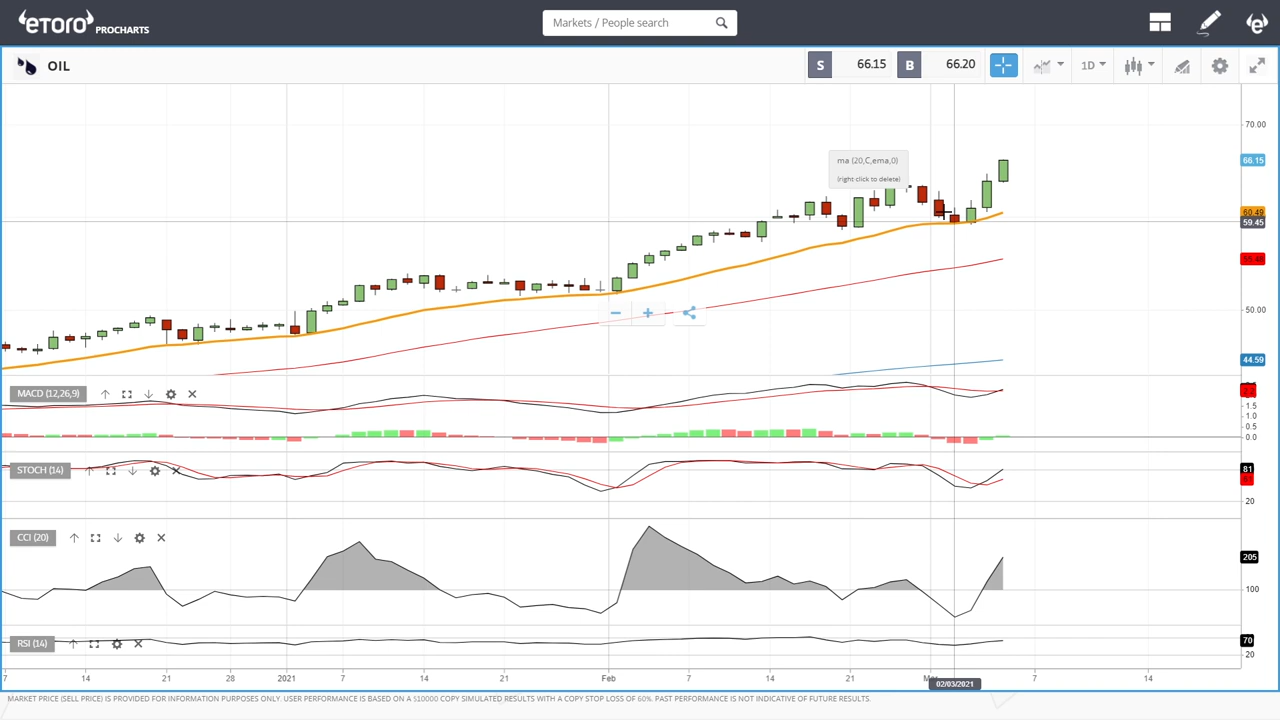 eTORO PROCHARTS
Markets / People search
OIL
S 66.15 B 66.20
1D
ma (20,C,ema,0)
(right click to delete)
70.00
66.15
60.49
59.45
50.00
44.59
MACD (12,26,9)
1.5
1.0
0.5
0.0
STOCH (14)
81
20
CCI (20)
205
100
RSI (14)
70
20
7 14 21 28 2021 7 14 21 Feb 7 14 21 7 14
02/03/2021
MARKET PRICE (SELL PRICE) IS PROVIDED FOR INFORMATION PURPOSES ONLY. USER PERFORMANCE IS BASED ON A $10000 COPY SIMULATED RESULTS WITH A COPY STOP LOSS OF 60%. PAST PERFORMANCE IS NOT INDICATIVE OF FUTURE RESULTS.